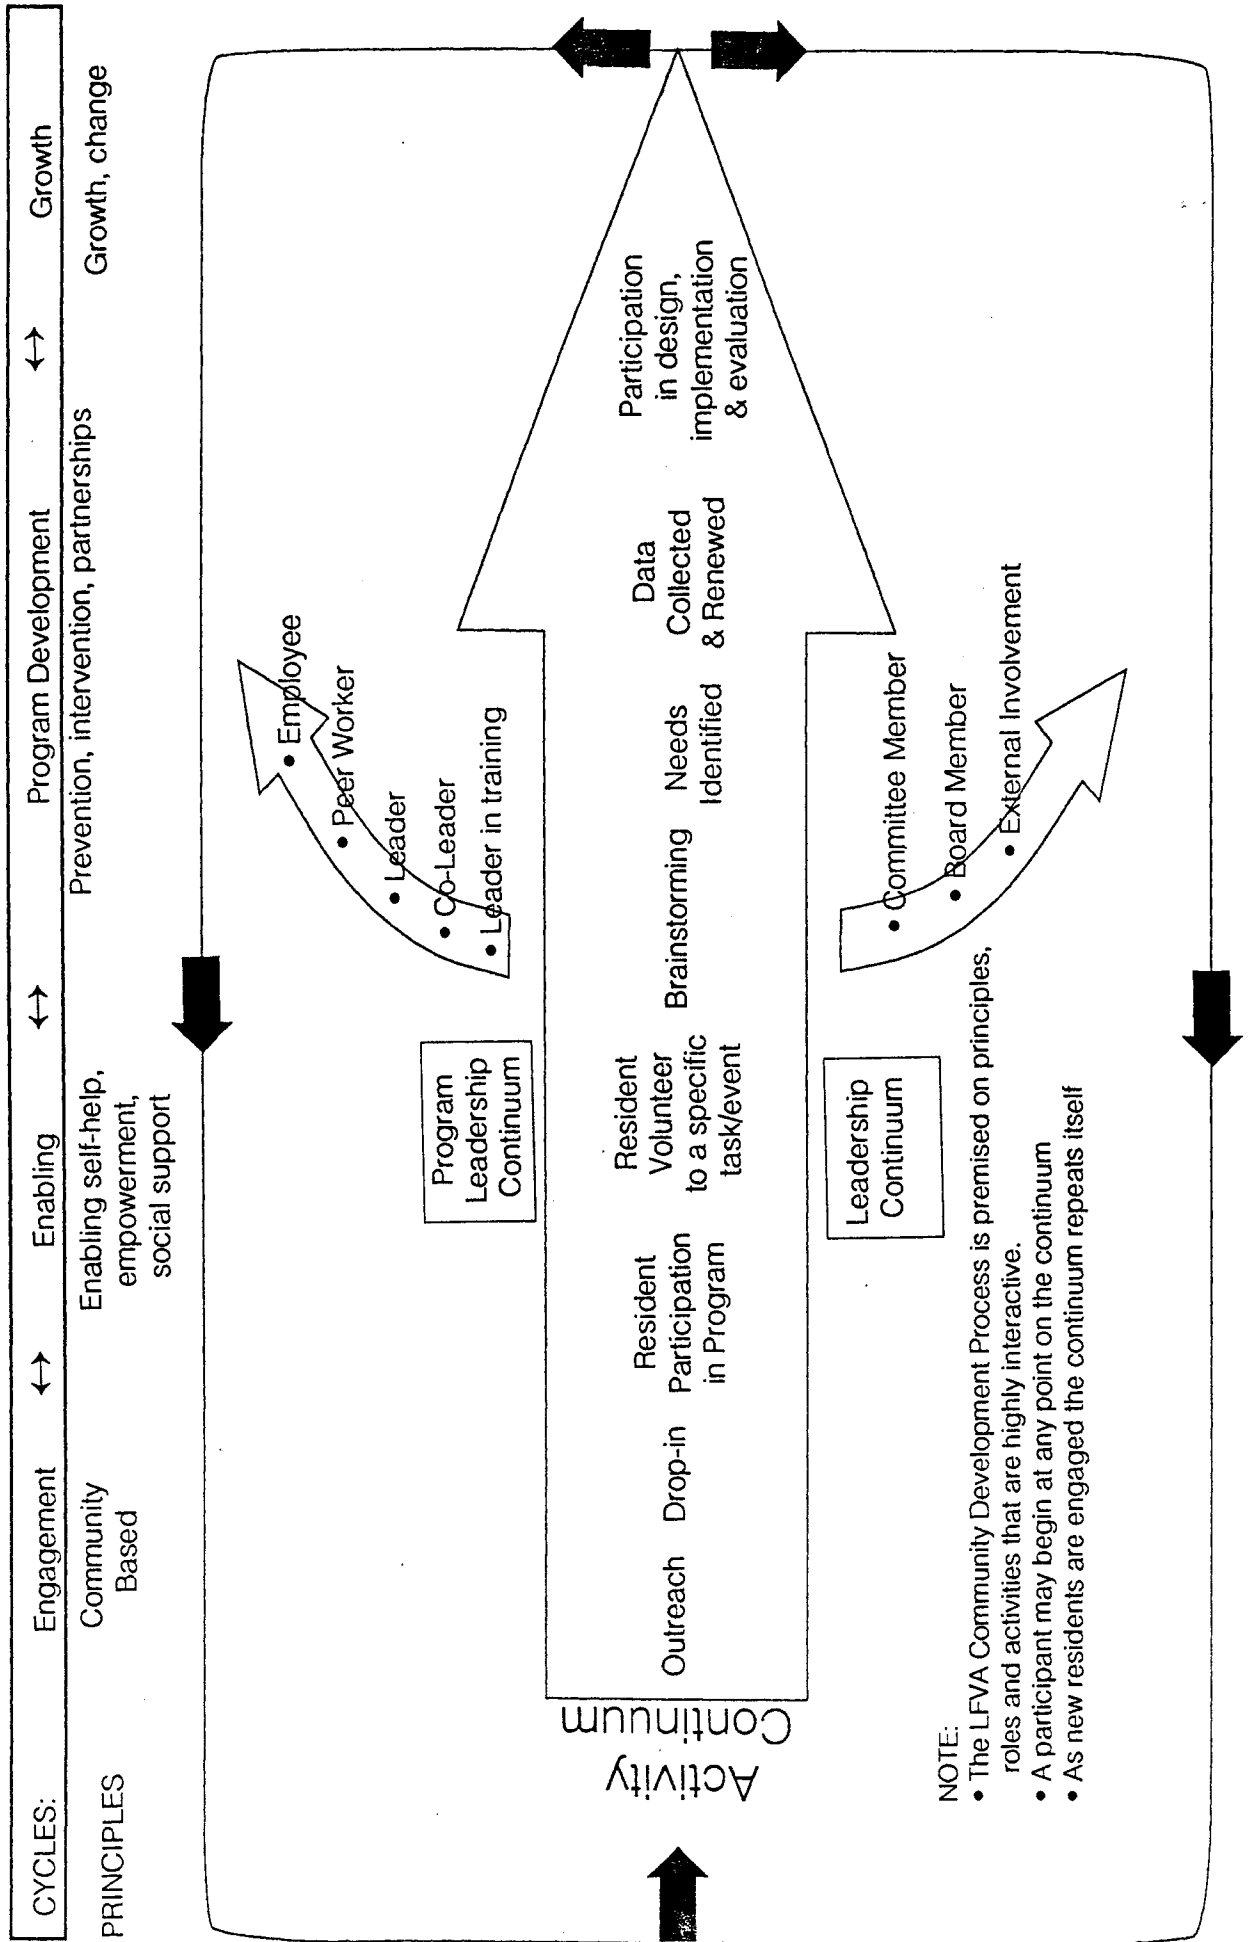 CYCLES: Engagement ↔ Enabling ↔ Program Development ↔ Growth
PRINCIPLES
Community
Based
Enabling self-help,
empowerment,
social support
Prevention, intervention, partnerships
Growth, change
Program
Leadership
Continuum
• Employee
• Peer Worker
• Leader
• Co-Leader
• Leader in training
Activity
Continuum
Outreach
Drop-in
Resident
Participation
in Program
Resident
Volunteer
to a specific
task/event
Brainstorming
Needs
Identified
Data
Collected
& Renewed
Participation
in design,
implementation
& evaluation
Leadership
Continuum
• Committee Member
• Board Member
• External Involvement
NOTE:
• The LFVA Community Development Process is premised on principles,
roles and activities that are highly interactive.
• A participant may begin at any point on the continuum
• As new residents are engaged the continuum repeats itself